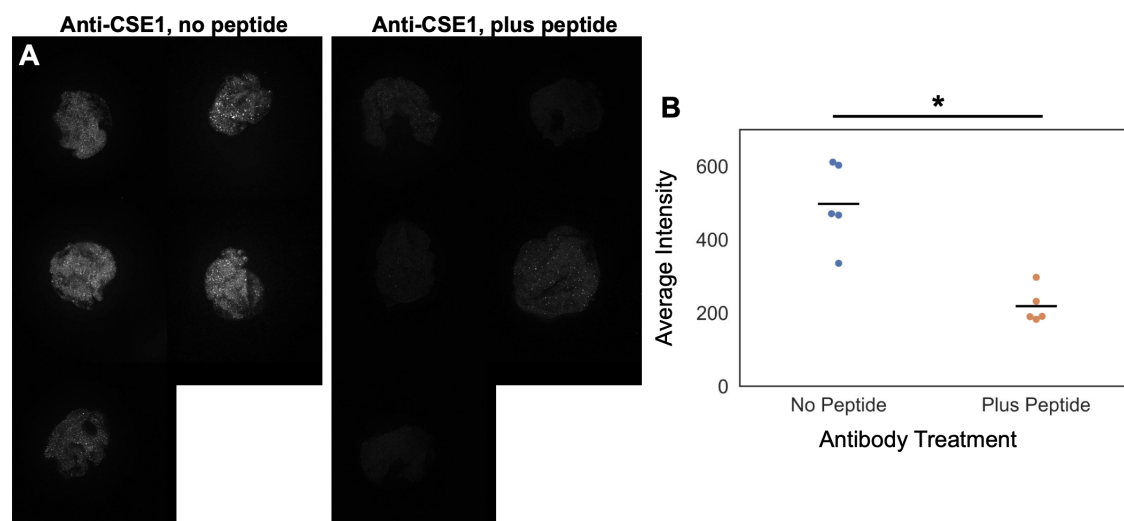 Anti-CSE1, no peptide
Anti-CSE1, plus peptide
A
B
*
Average Intensity
600
400
200
0
No Peptide
Plus Peptide
Antibody Treatment